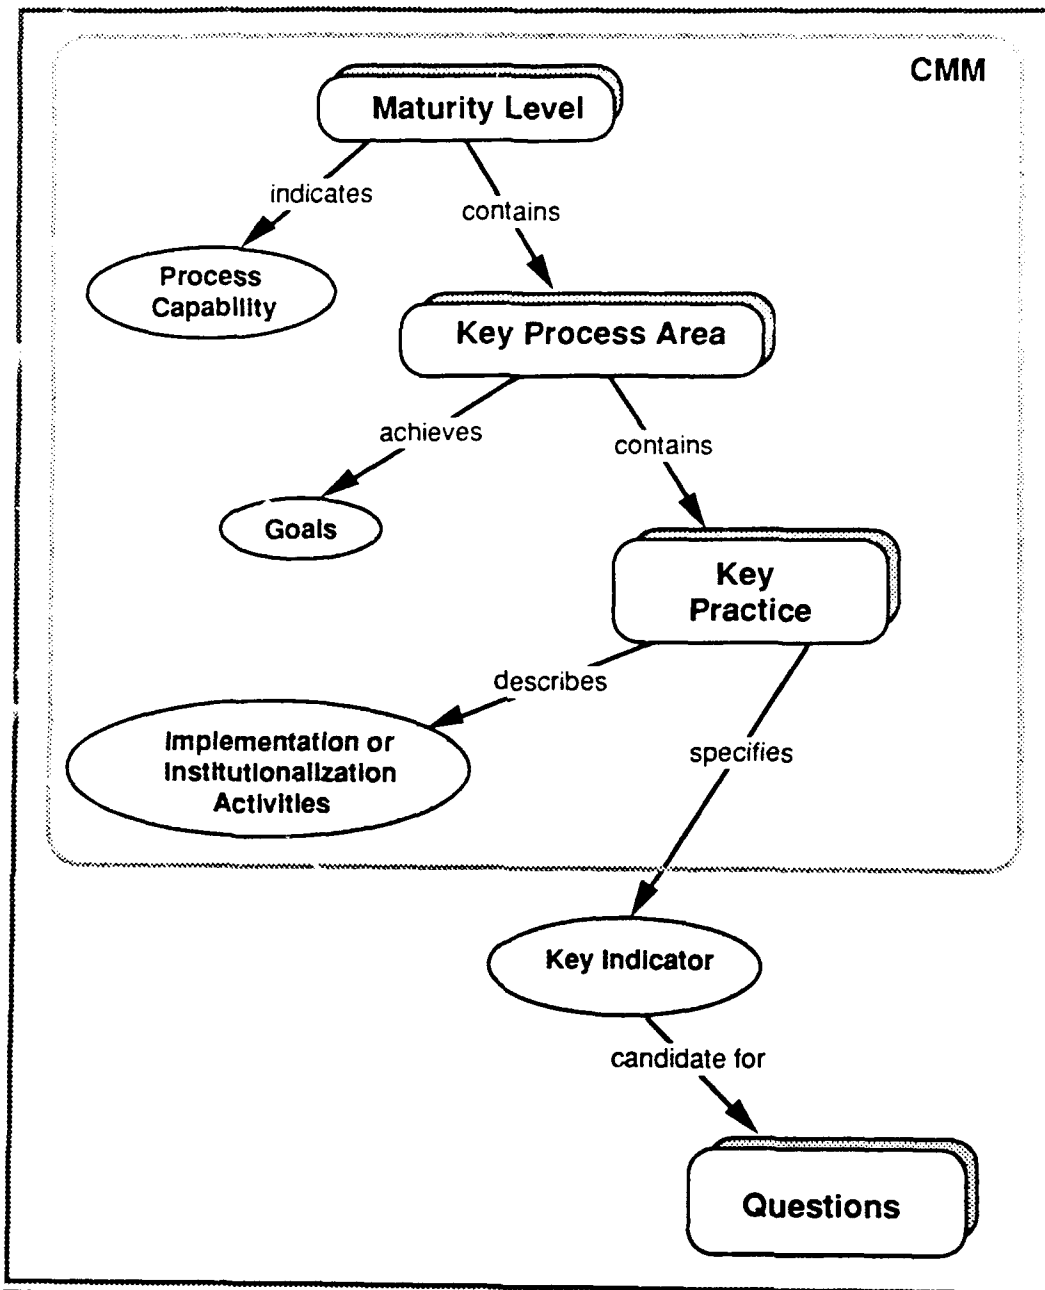 CMM
Maturity Level
indicates
contains
Process
Capability
Key Process Area
achieves
contains
Goals
Key
Practice
describes
Implementation or
Institutionalization
Activities
specifies
Key Indicator
candidate for
Questions